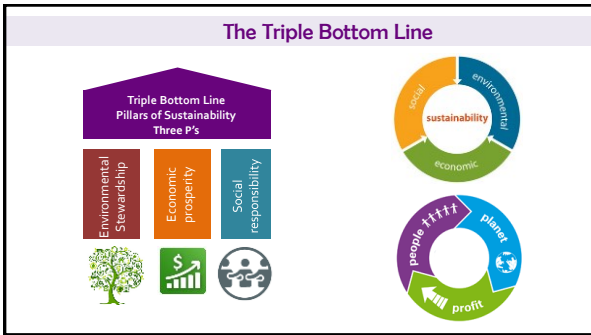 The Triple Bottom Line
Triple Bottom Line
Pillars of Sustainability
Three P's
Environmental
Stewardship
Economic
prosperity
Social
responsibility
$
social
environmental
economic
sustainability
people
planet
profit